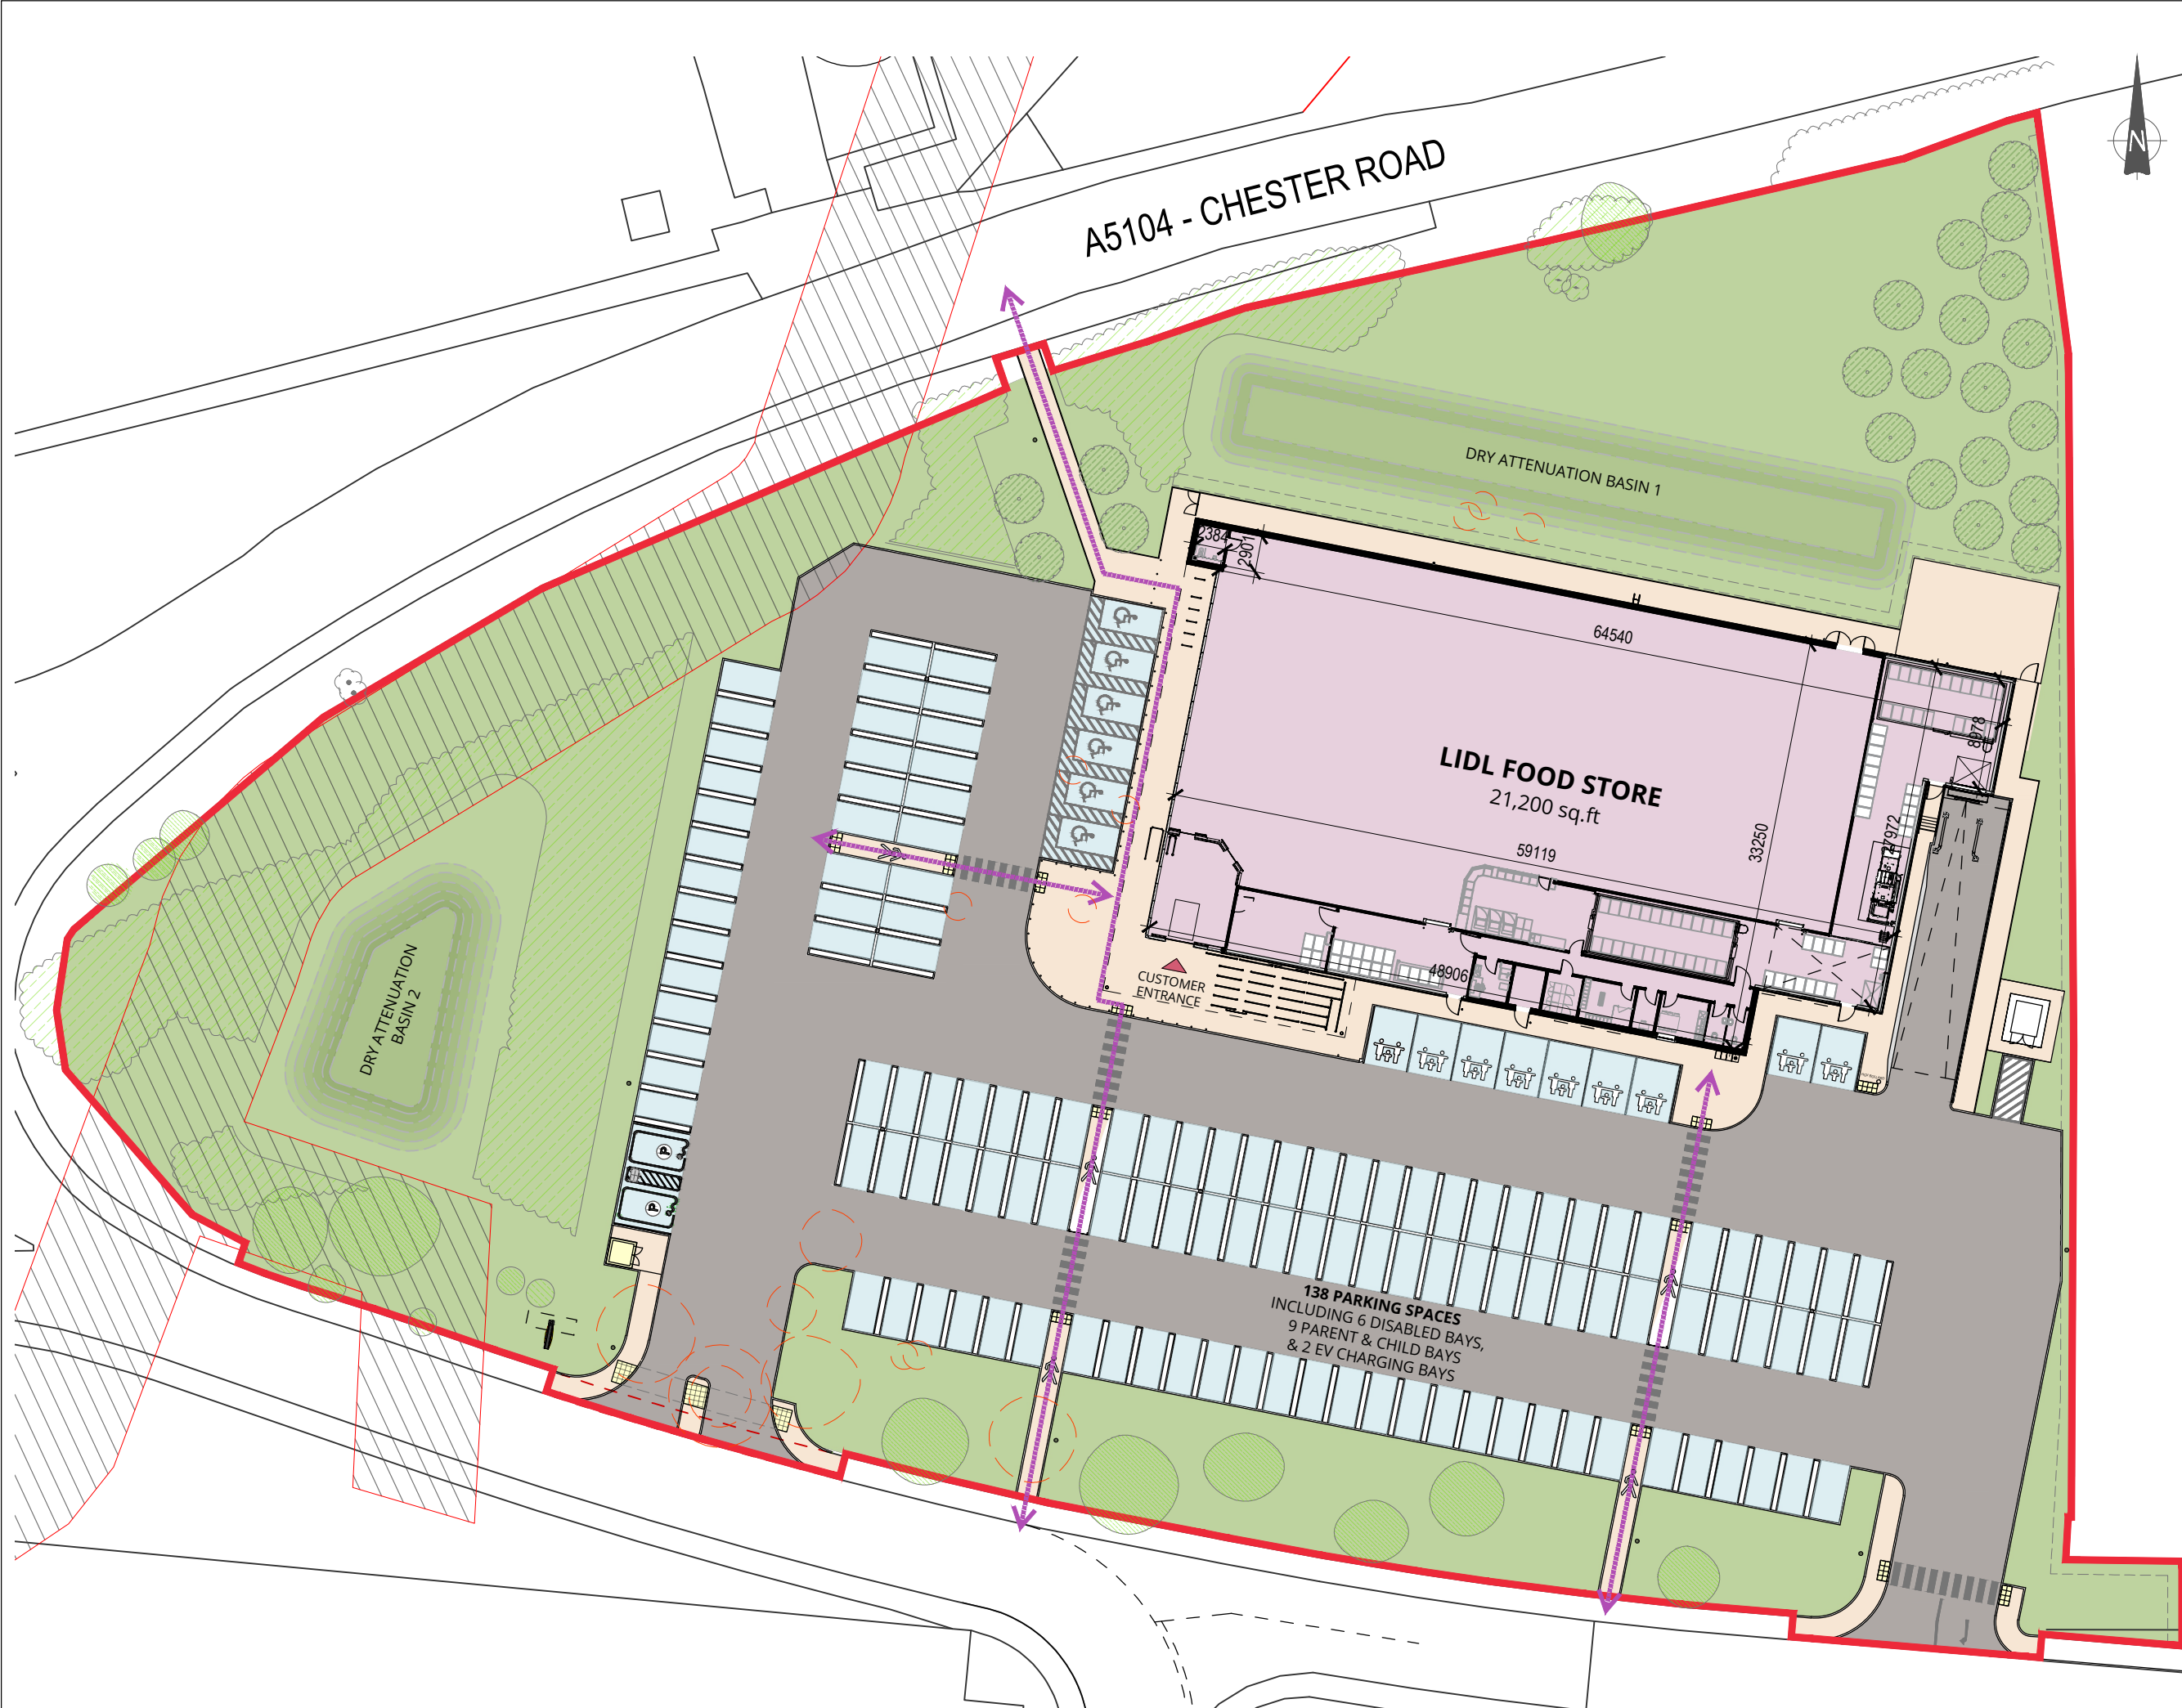 N
A5104 - CHESTER ROAD
DRY ATTENUATION BASIN 1
2384
2901
64540
8978
LIDL FOOD STORE
21,200 sq.ft
33250
27972
59119
48906
CUSTOMER
ENTRANCE
DRY ATTENUATION
BASIN 2
P
P
138 PARKING SPACES
INCLUDING 6 DISABLED BAYS,
9 PARENT & CHILD BAYS
& 2 EV CHARGING BAYS